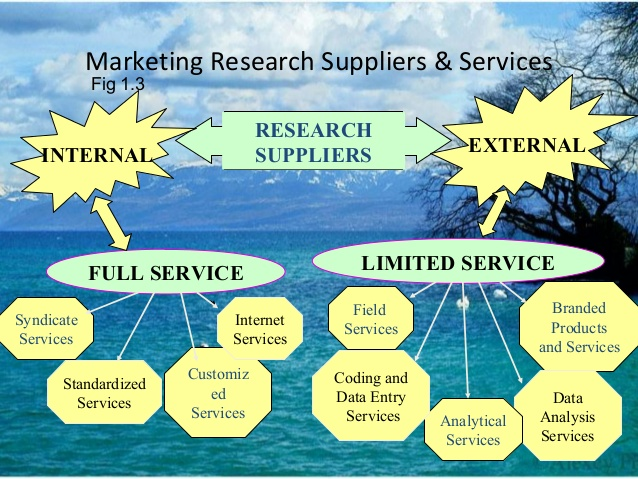 Marketing Research Suppliers & Services
Fig 1.3
RESEARCH
SUPPLIERS
INTERNAL
EXTERNAL
FULL SERVICE
LIMITED SERVICE
Syndicate
Services
Standardized
Services
Customiz
ed
Services
Internet
Services
Field
Services
Coding and
Data Entry
Services
Analytical
Services
Data
Analysis
Services
Branded
Products
and Services